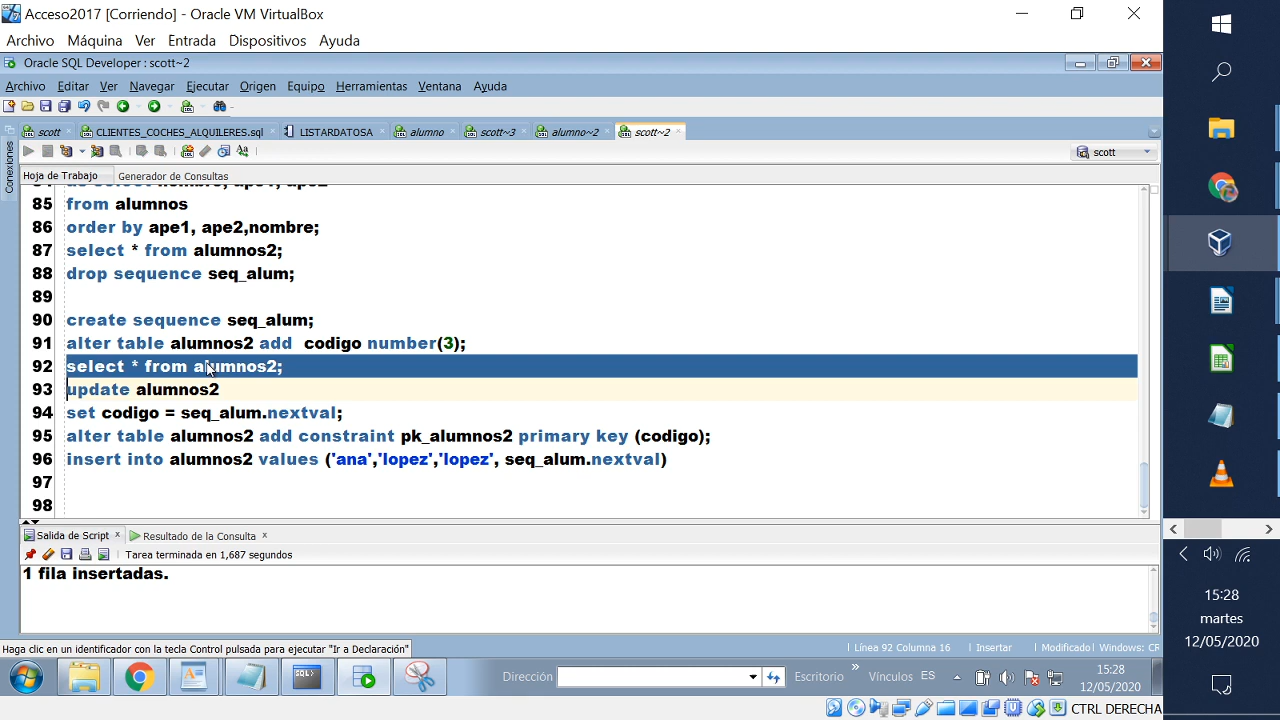 Acceso2017 [Corriendo] - Oracle VM VirtualBox
Archivo Máquina Ver Entrada Dispositivos Ayuda
Oracle SQL Developer : scott~2
Archivo Editar Ver Navegar Ejecutar Origen Equipo Herramientas Ventana Ayuda
scott CLIENTES_COCHES_ALQUILERES.sql LISTARDATOSA alumno scott~3 alumno~2 scott~2
scott
Conexiones
Hoja de Trabajo Generador de Consultas
85 from alumnos
86 order by ape1, ape2,nombre;
87 select * from alumnos2;
88 drop sequence seq_alum;
89
90 create sequence seq_alum;
91 alter table alumnos2 add codigo number(3);
92 select * from alumnos2;
93 update alumnos2
94 set codigo = seq_alum.nextval;
95 alter table alumnos2 add constraint pk_alumnos2 primary key (codigo);
96 insert into alumnos2 values ('ana','lopez','lopez', seq_alum.nextval)
97
98
Salida de Script Resultado de la Consulta
Tarea terminada en 1,687 segundos
1 fila insertadas.
Haga clic en un identificador con la tecla Control pulsada para ejecutar "Ir a Declaración"
Línea 92 Columna 16 Insertar Modificado Windows: CR
Dirección Escritorio » Vínculos ES
15:28
12/05/2020
CTRL DERECHA
15:28
martes
12/05/2020